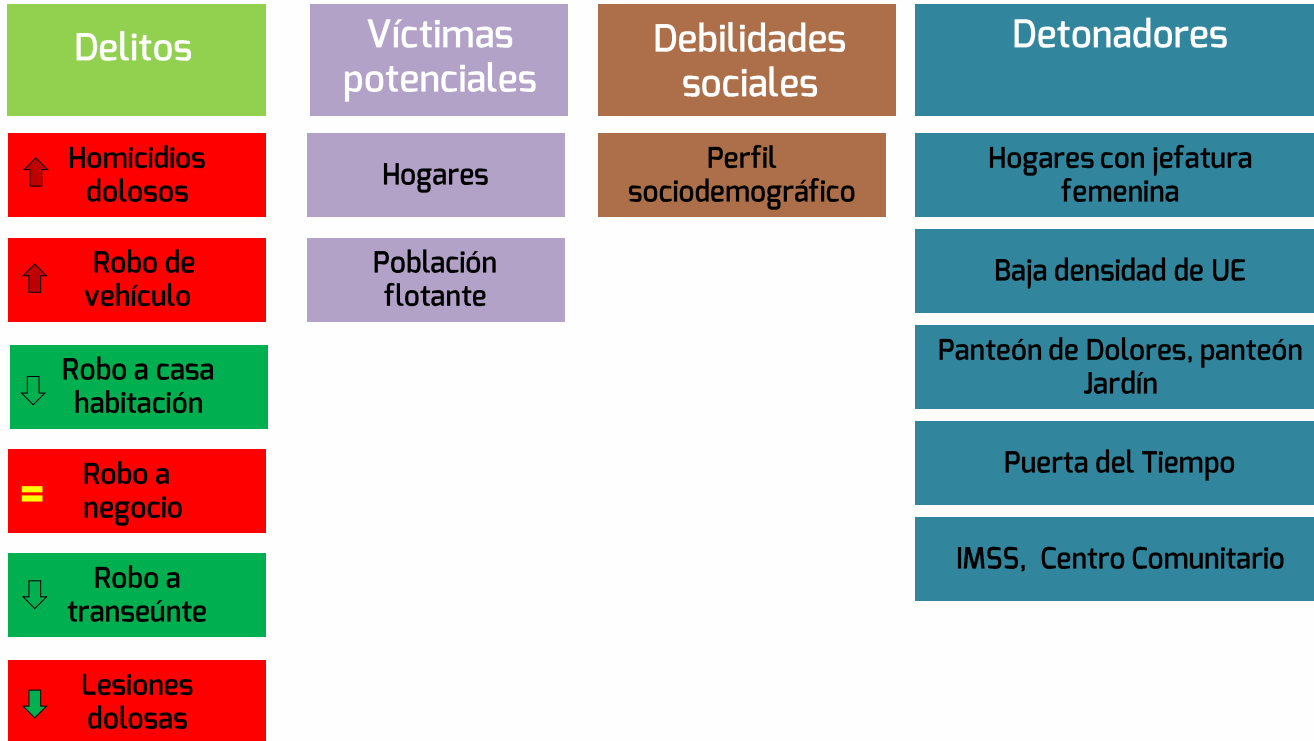 Delitos
Víctimas
potenciales
Debilidades
sociales
Detonadores
Homicidios
dolosos
Robo de
vehículo
Robo a casa
habitación
=
Robo a
negocio
Robo a
transeúnte
Lesiones
dolosas
Hogares
Población
flotante
Perfil
sociodemográfico
Hogares con jefatura
femenina
Baja densidad de UE
Panteón de Dolores, panteón
Jardín
Puerta del Tiempo
IMSS, Centro Comunitario